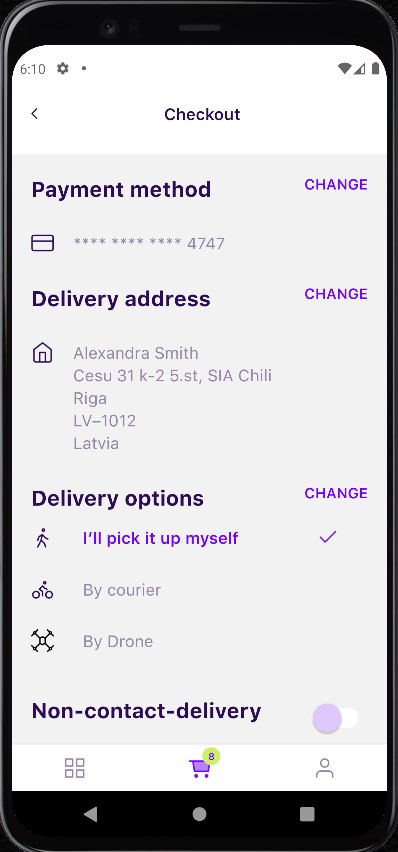 6:10
Checkout
Payment method
CHANGE
**** **** **** 4747
Delivery address
CHANGE
Alexandra Smith
Cesu 31 k-2 5.st, SIA Chili
Riga
LV–1012
Latvia
Delivery options
CHANGE
I’ll pick it up myself
By courier
By Drone
Non-contact-delivery
8